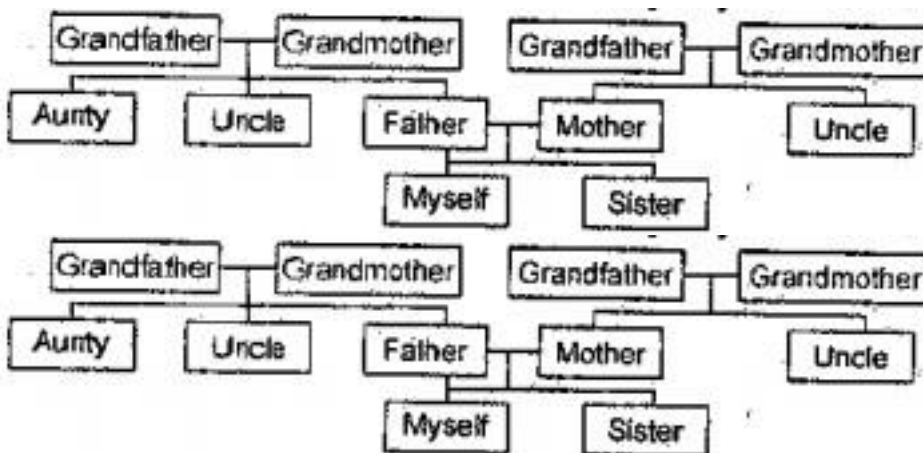 Grandfather Grandmother Grandfather Grandmother
Aunty Uncle Father Mother Uncle
Myself Sister
Grandfather Grandmother Grandfather Grandmother
Aunty Uncle Father Mother Uncle
Myself Sister